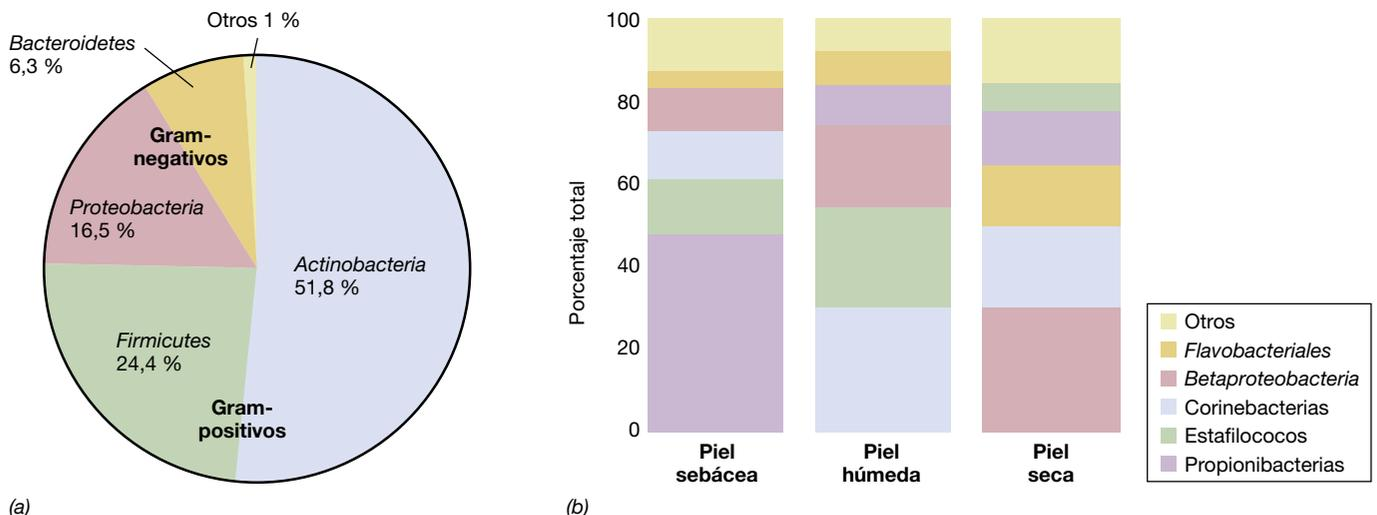 Otros 1 %
Bacteroidetes
6,3 %
Gram-
negativos
Proteobacteria
16,5 %
Actinobacteria
51,8 %
Firmicutes
24,4 %
Gram-
positivos
(a)
Porcentaje total
100
80
60
40
20
0
Piel
sebácea
Piel
húmeda
Piel
seca
Otros
Flavobacteriales
Betaproteobacteria
Corinebacterias
Estafilococos
Propionibacterias
(b)